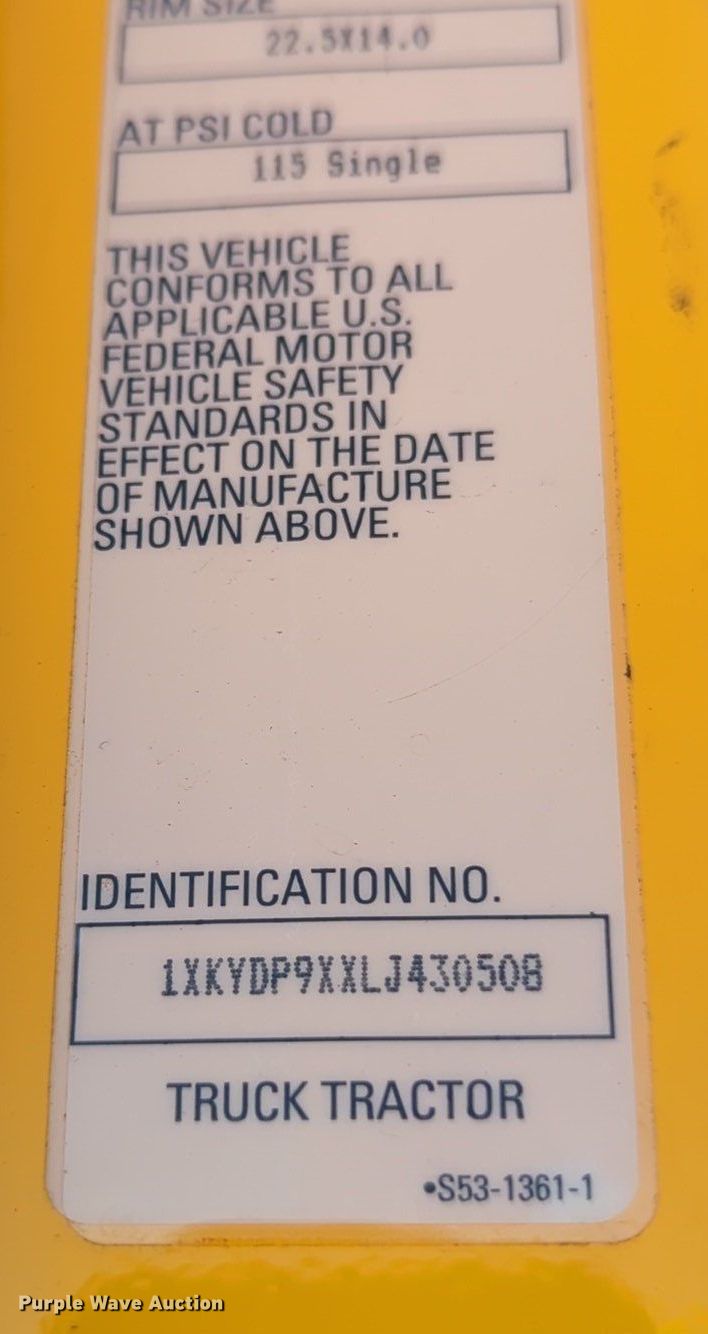 RIM SIZE
22.5X14.0
AT PSI COLD
115 Single
THIS VEHICLE
CONFORMS TO ALL
APPLICABLE U.S.
FEDERAL MOTOR
VEHICLE SAFETY
STANDARDS IN
EFFECT ON THE DATE
OF MANUFACTURE
SHOWN ABOVE.
IDENTIFICATION NO.
1XKYDP9XXLJ430508
TRUCK TRACTOR
•S53-1361-1
Purple Wave Auction